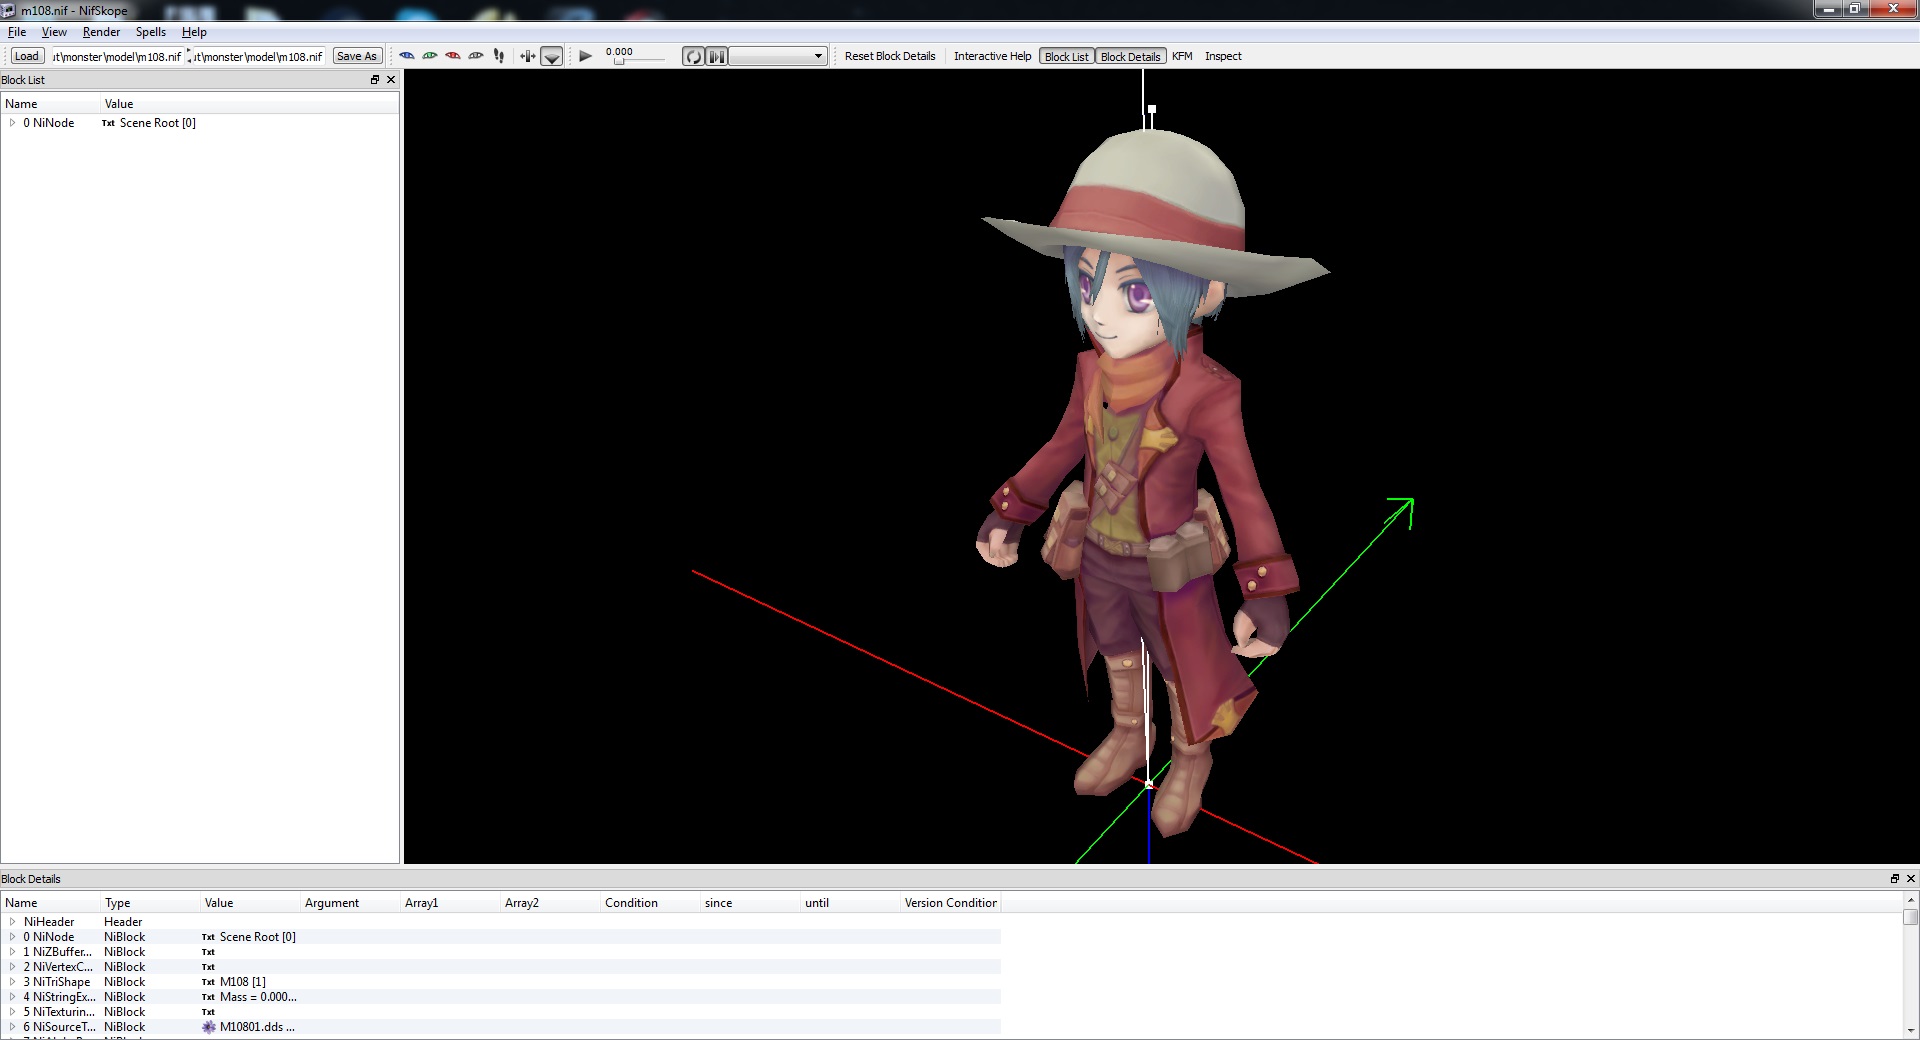 m108.nif - NifSkope
File View Render Spells Help
Load ut\monster\model\m108.nif ut\monster\model\m108.nif Save As 0.000 Reset Block Details Interactive Help Block List Block Details KFM Inspect
Block List
Name Value
0 NiNode Txt Scene Root [0]
Block Details
Name Type Value Argument Array1 Array2 Condition since until Version Condition
NiHeader Header
0 NiNode NiBlock Txt Scene Root [0]
1 NiZBuffer... NiBlock Txt
2 NiVertexC... NiBlock Txt
3 NiTriShape NiBlock Txt M108 [1]
4 NiStringEx... NiBlock Txt Mass = 0.000...
5 NiTexturin... NiBlock Txt
6 NiSourceT... NiBlock M10801.dds ...